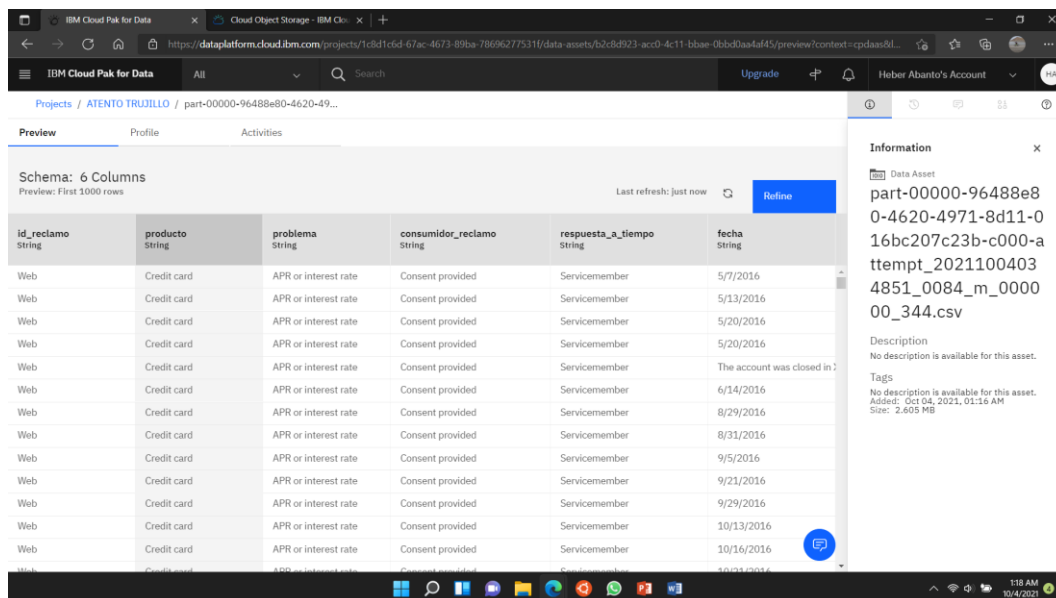 IBM Cloud Pak for Data
Cloud Object Storage - IBM Clo
https://dataplatform.cloud.ibm.com/projects/1c8d1c6d-67ac-4673-89ba-78696277531f/data-assets/b2c8d923-acc0-4c11-bbae-0bbd0aa4af45/preview?context=cpdaas&l...
IBM Cloud Pak for Data All Search Upgrade Heber Abanto's Account HA
Projects / ATENTO TRUJILLO / part-00000-96488e80-4620-49...
Preview Profile Activities
Schema: 6 Columns
Preview: First 1000 rows
Last refresh: just now
Refine
id_reclamo producto problema consumidor_reclamo respuesta_a_tiempo fecha
String String String String String String
Web Credit card APR or interest rate Consent provided Servicemember 5/7/2016
Web Credit card APR or interest rate Consent provided Servicemember 5/13/2016
Web Credit card APR or interest rate Consent provided Servicemember 5/20/2016
Web Credit card APR or interest rate Consent provided Servicemember 5/20/2016
Web Credit card APR or interest rate Consent provided Servicemember The account was closed in
Web Credit card APR or interest rate Consent provided Servicemember 6/14/2016
Web Credit card APR or interest rate Consent provided Servicemember 8/29/2016
Web Credit card APR or interest rate Consent provided Servicemember 8/31/2016
Web Credit card APR or interest rate Consent provided Servicemember 9/5/2016
Web Credit card APR or interest rate Consent provided Servicemember 9/21/2016
Web Credit card APR or interest rate Consent provided Servicemember 9/29/2016
Web Credit card APR or interest rate Consent provided Servicemember 10/13/2016
Web Credit card APR or interest rate Consent provided Servicemember 10/16/2016
Web Credit card APR or interest rate Consent provided Servicemember 10/21/2016
Information
Data Asset
part-00000-96488e8
0-4620-4971-8d11-0
16bc207c23b-c000-a
ttempt_2021100403
4851_0084_m_0000
00_344.csv
Description
No description is available for this asset.
Tags
No description is available for this asset.
Added: Oct 04, 2021, 01:16 AM
Size: 2.605 MB
1:18 AM
10/4/2021